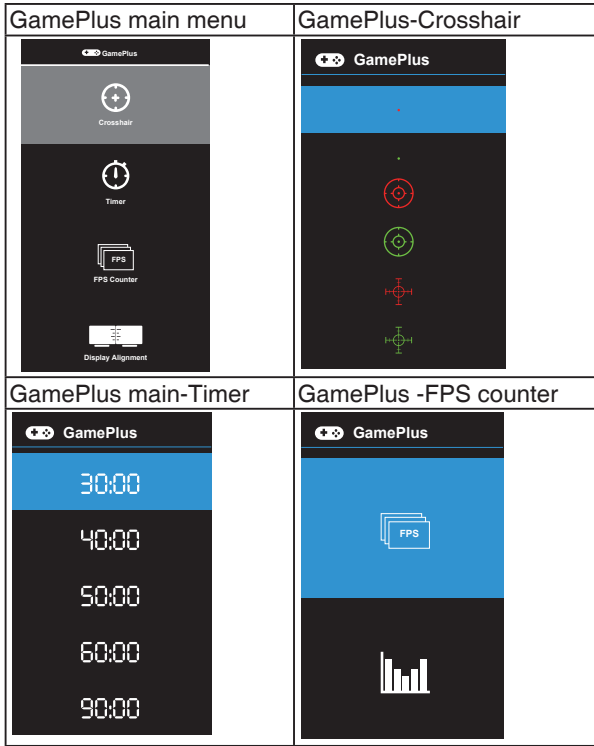 GamePlus main menu
GamePlus-Crosshair
GamePlus
Crosshair
Timer
FPS
FPS Counter
Display Alignment
GamePlus
GamePlus main-Timer
GamePlus -FPS counter
GamePlus
30:00
40:00
50:00
60:00
90:00
GamePlus
FPS